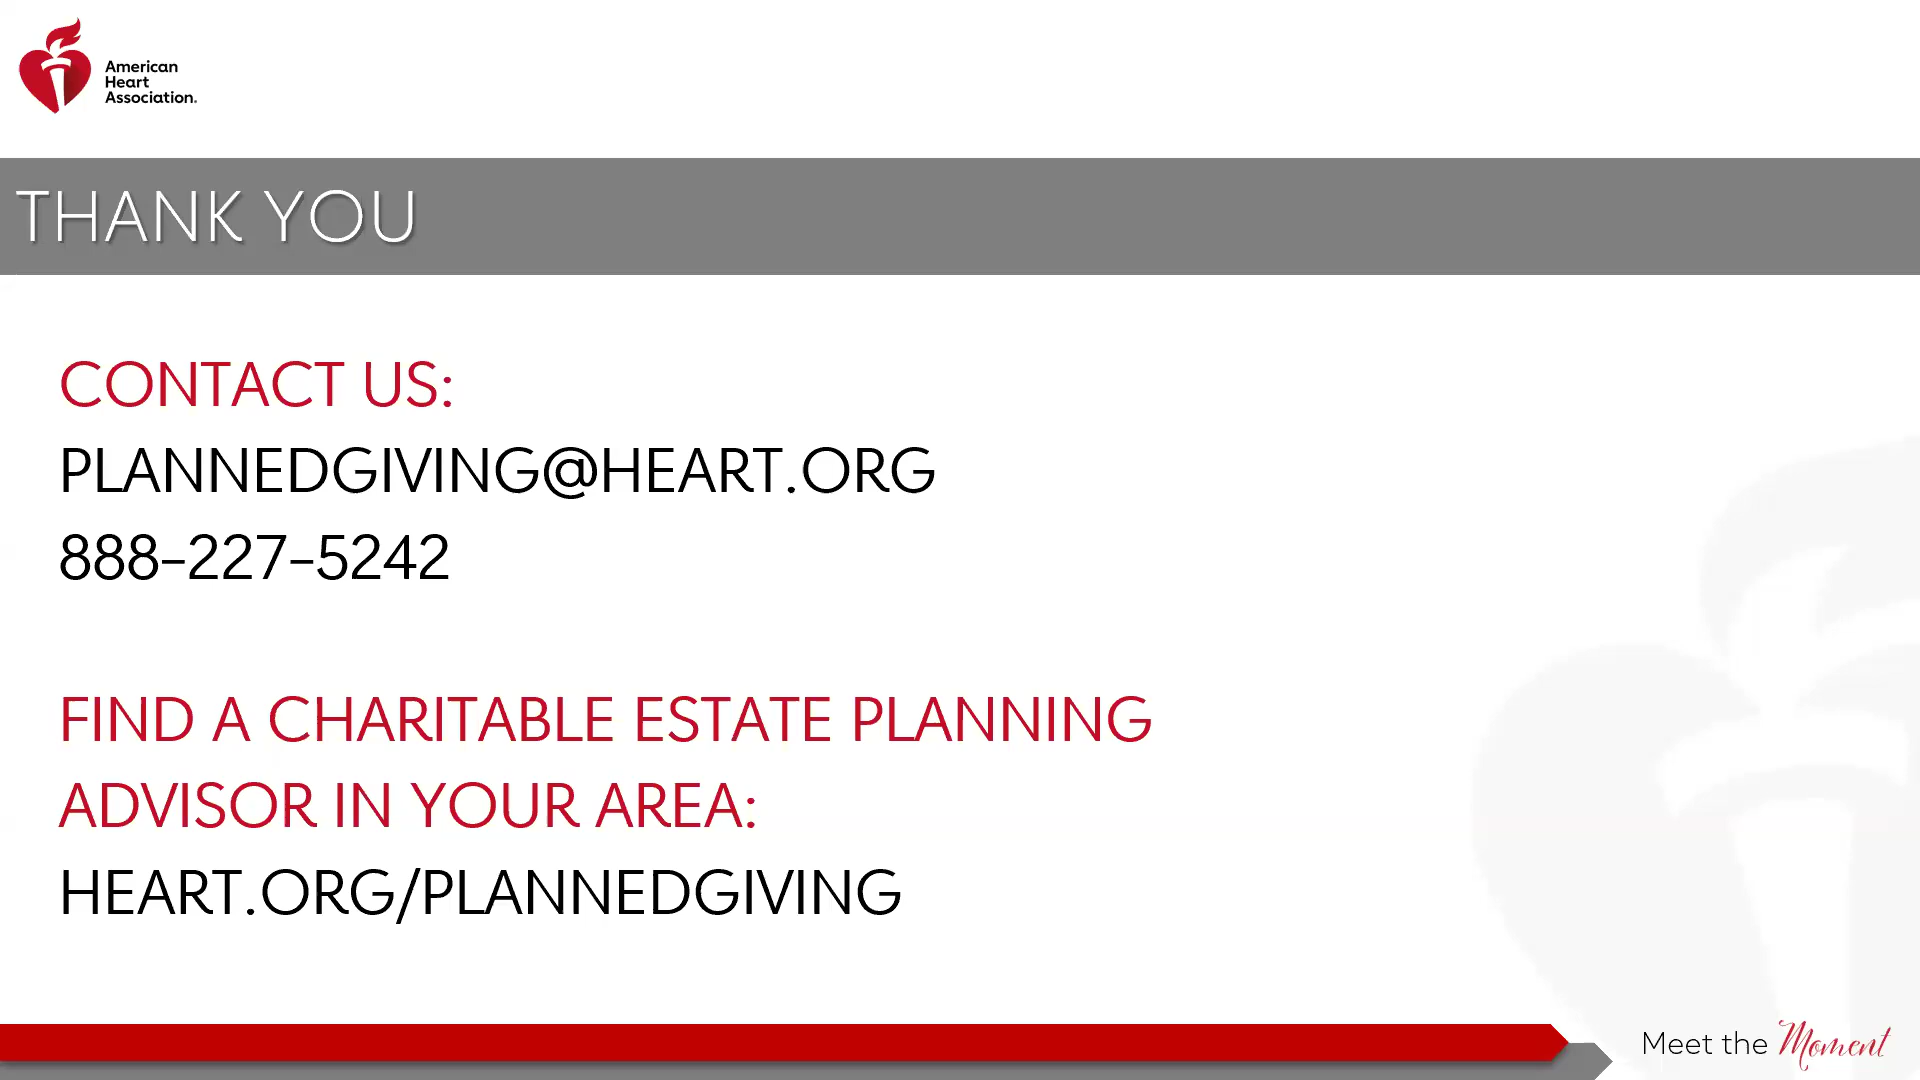 American
Heart
Association.
THANK YOU
CONTACT US:
PLANNEDGIVING@HEART.ORG
888-227-5242
FIND A CHARITABLE ESTATE PLANNING
ADVISOR IN YOUR AREA:
HEART.ORG/PLANNEDGIVING
Meet the Moment